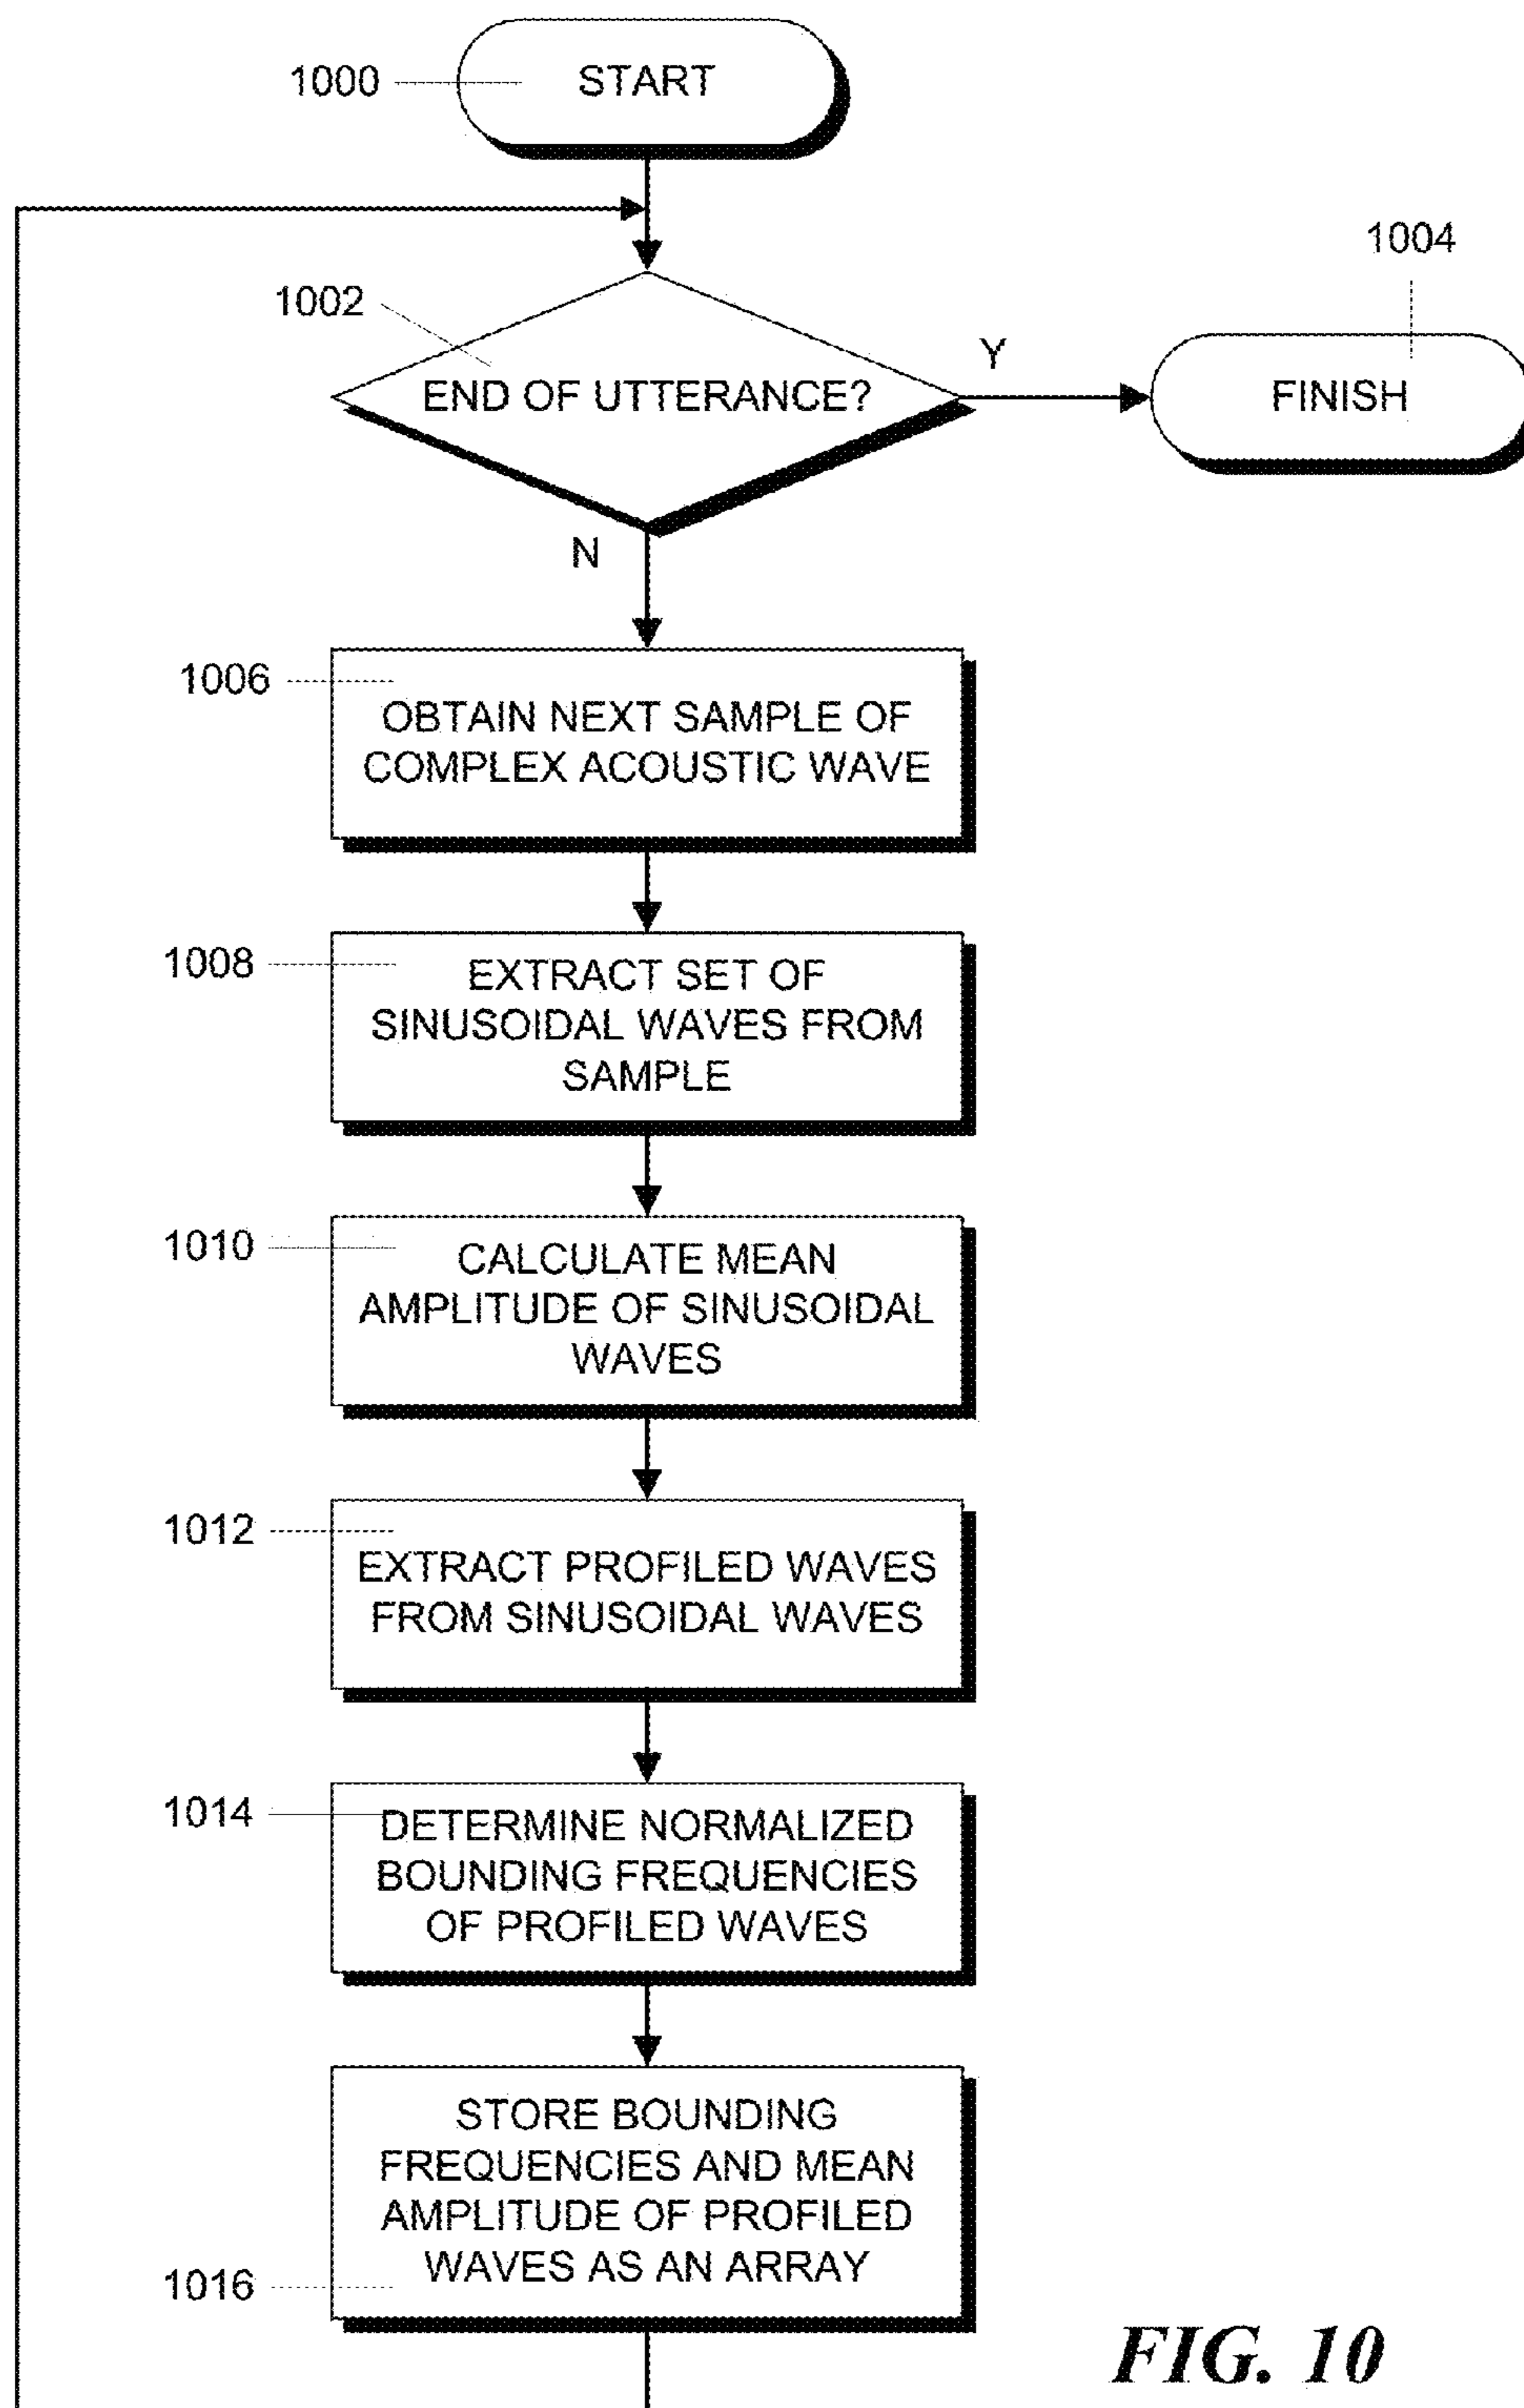 1000
START
1004
1002
END OF UTTERANCE?
Y
FINISH
N
1006
OBTAIN NEXT SAMPLE OF
COMPLEX ACOUSTIC WAVE
1008
EXTRACT SET OF
SINUSOIDAL WAVES FROM
SAMPLE
1010
CALCULATE MEAN
AMPLITUDE OF SINUSOIDAL
WAVES
1012
EXTRACT PROFILED WAVES
FROM SINUSOIDAL WAVES
1014
DETERMINE NORMALIZED
BOUNDING FREQUENCIES
OF PROFILED WAVES
STORE BOUNDING
FREQUENCIES AND MEAN
AMPLITUDE OF PROFILED
WAVES AS AN ARRAY
1016
FIG. 10